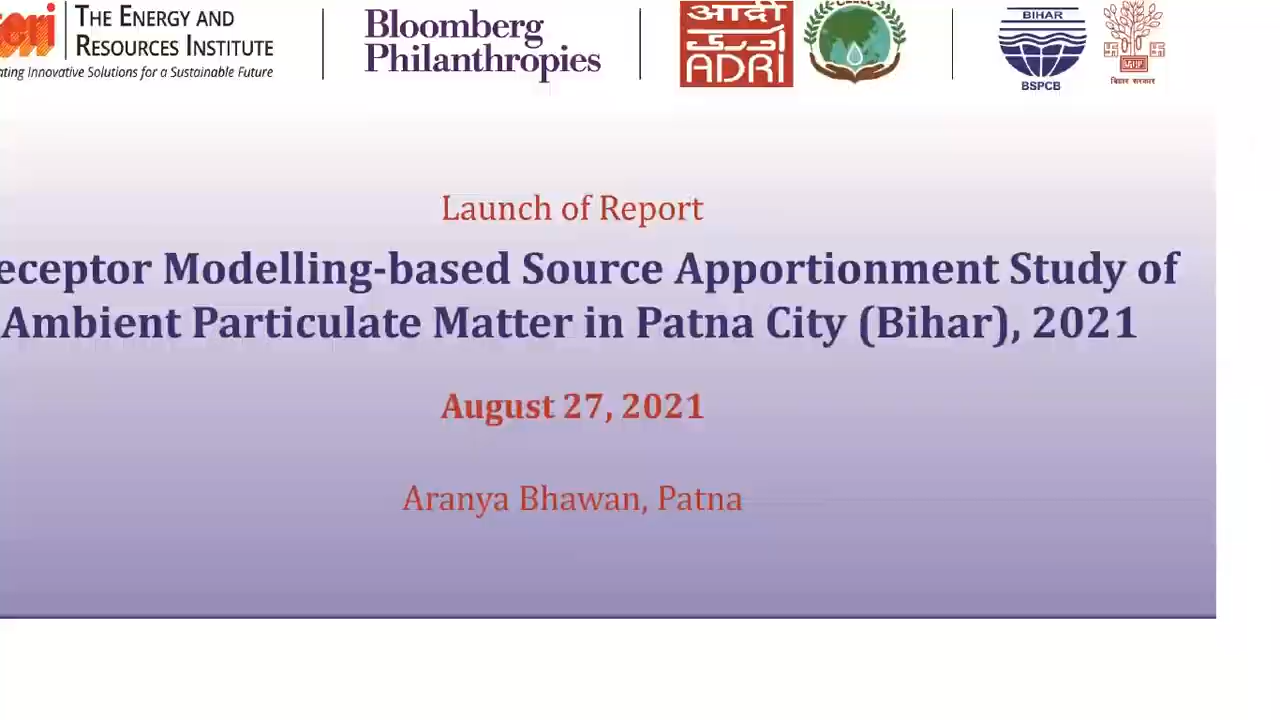 THE ENERGY AND
RESOURCES INSTITUTE
ating Innovative Solutions for a Sustainable Future
Bloomberg
Philanthropies
आद्री
ADRI
BIHAR
BSPCB
बिहार सरकार
Launch of Report
eceptor Modelling-based Source Apportionment Study of
Ambient Particulate Matter in Patna City (Bihar), 2021
August 27, 2021
Aranya Bhawan, Patna